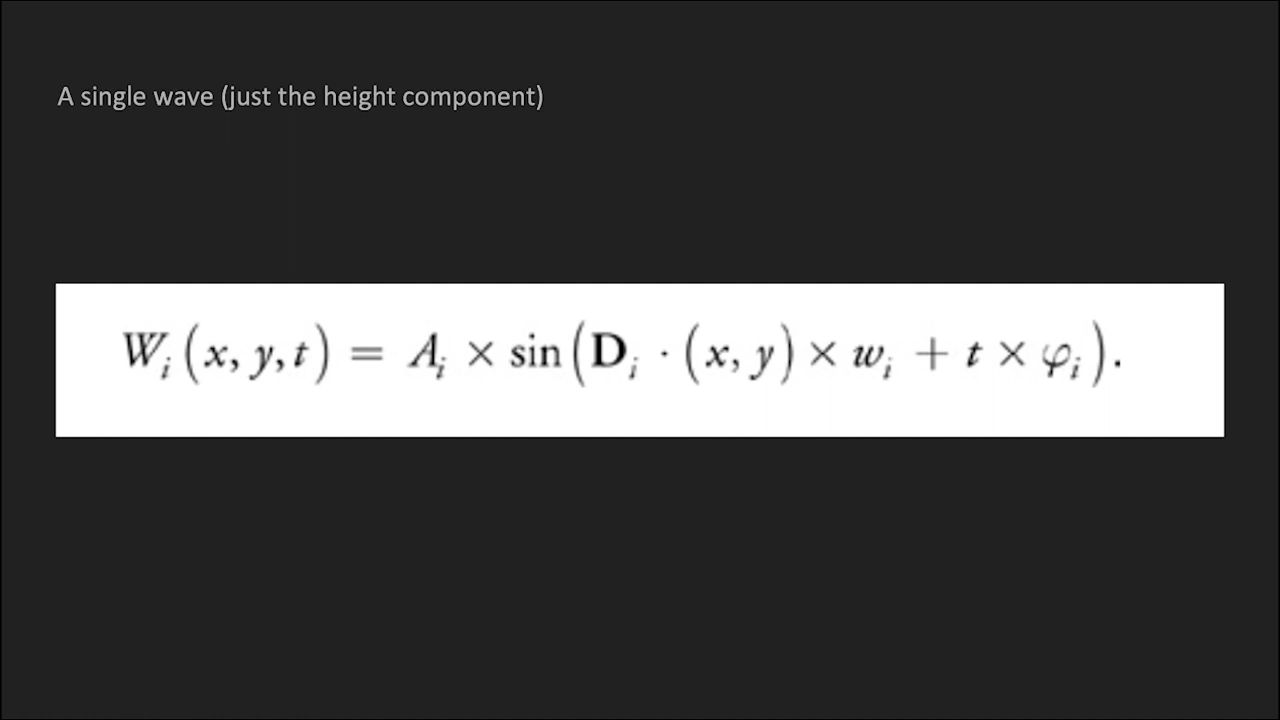 A single wave (just the height component)
Wᵢ(x, y, t) = Aᵢ × sin(𝐃ᵢ · (x, y) × wᵢ + t × φᵢ).